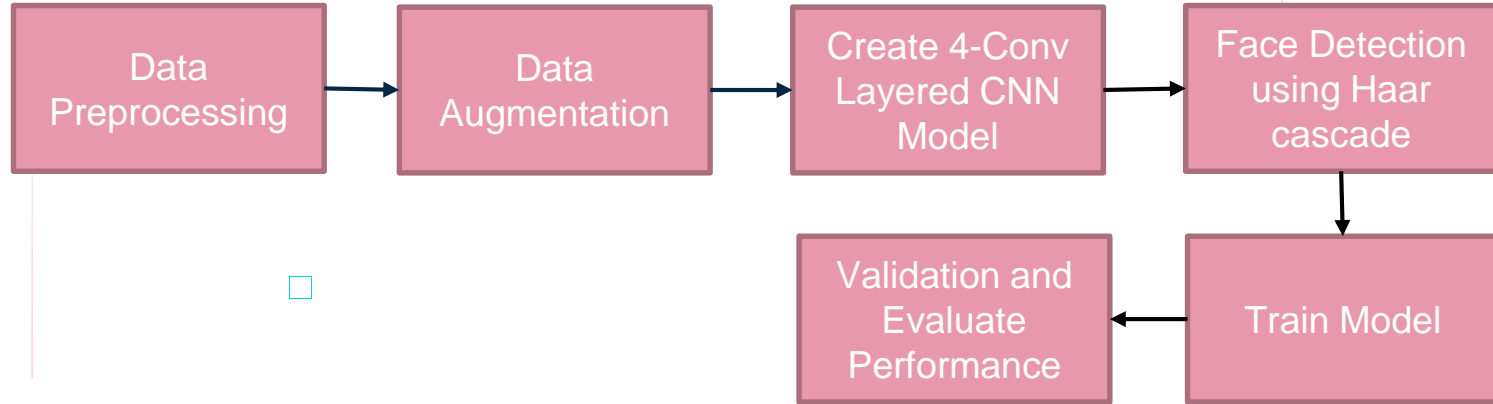 Data
Preprocessing
Data
Augmentation
Create 4-Conv
Layered CNN
Model
Face Detection
using Haar
cascade
Train Model
Validation and
Evaluate
Performance